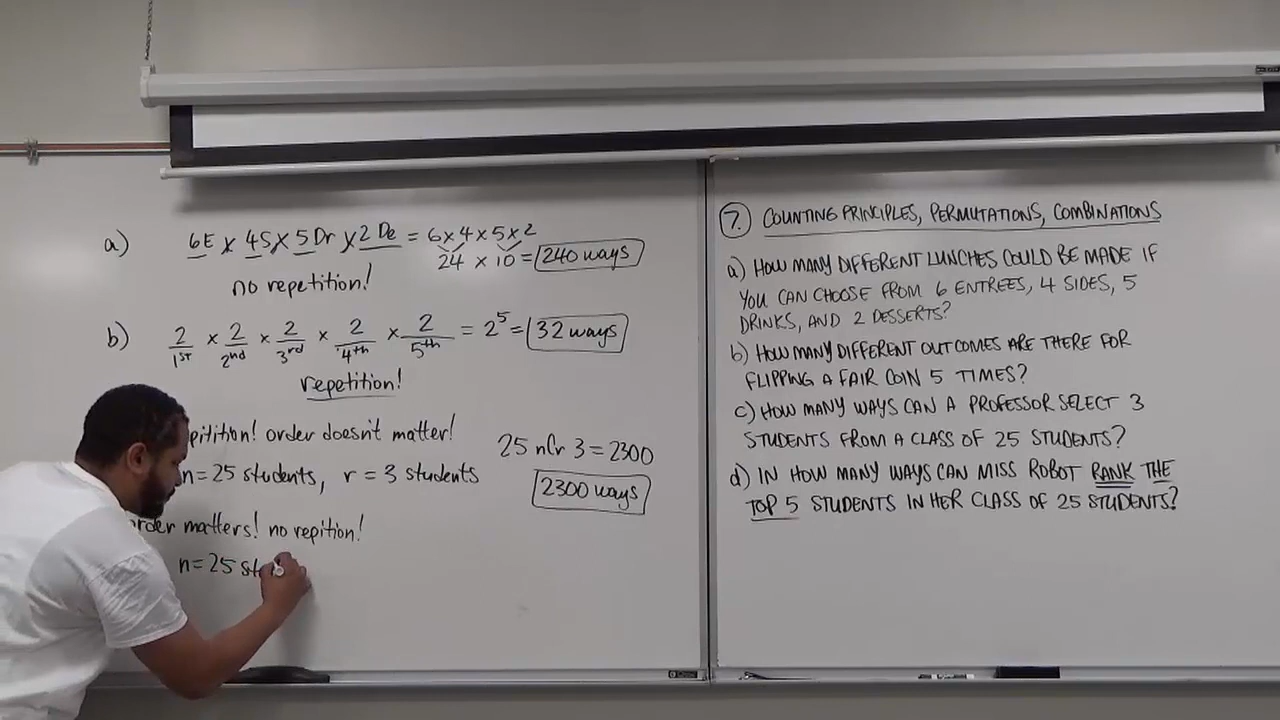 a) 6E x 4S x 5 Dr x 2 De = 6x4x5x2
24 x 10 = 240 ways
no repetition!
b) 2 x 2 x 2 x 2 x 2 = 2^5 = 32 ways
1st 2nd 3rd 4th 5th
repetition!
pitition! order doesn't matter!
n=25 students, r = 3 students
25 nCr 3 = 2300
2300 ways
order matters! no repition!
n=25 st
7. COUNTING PRINCIPLES, PERMUTATIONS, COMBINATIONS
a) HOW MANY DIFFERENT LUNCHES COULD BE MADE IF
YOU CAN CHOOSE FROM 6 ENTREES, 4 SIDES, 5
DRINKS, AND 2 DESSERTS?
b) HOW MANY DIFFERENT OUTCOMES ARE THERE FOR
FLIPPING A FAIR COIN 5 TIMES?
c) HOW MANY WAYS CAN A PROFESSOR SELECT 3
STUDENTS FROM A CLASS OF 25 STUDENTS?
d) IN HOW MANY WAYS CAN MISS ROBOT RANK THE
TOP 5 STUDENTS IN HER CLASS OF 25 STUDENTS?